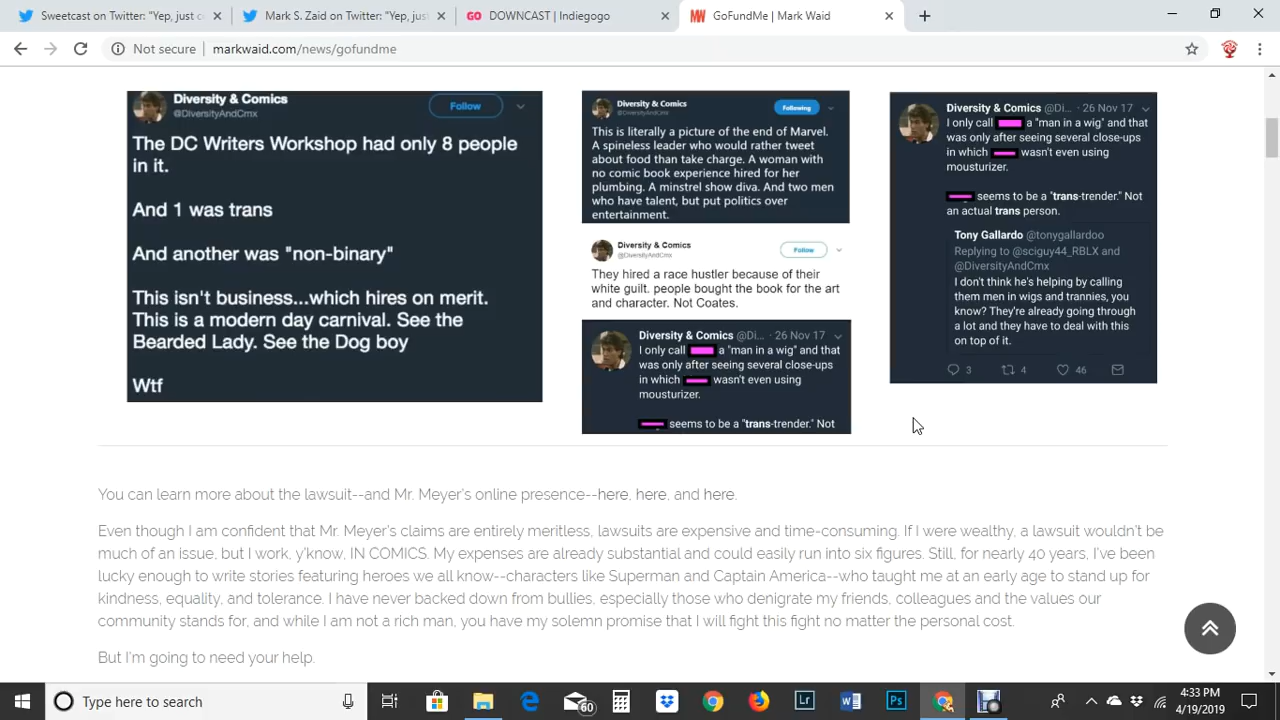 Sweetcast on Twitter: "Yep, just c
Mark S. Zaid on Twitter: "Yep, just
DOWNCAST | Indiegogo
GoFundMe | Mark Waid
Not secure
markwaid.com/news/gofundme
Diversity & Comics
@DiversityAndCmx
Follow
The DC Writers Workshop had only 8 people
in it.
And 1 was trans
And another was "non-binary"
This isn't business...which hires on merit.
This is a modern day carnival. See the
Bearded Lady. See the Dog boy
Wtf
Diversity & Comics
@DiversityAndCmx
Following
This is literally a picture of the end of Marvel.
A spineless leader who would rather tweet
about food than take charge. A woman with
no comic book experience hired for her
plumbing. A minstrel show diva. And two men
who have talent, but put politics over
entertainment.
Diversity & Comics
@DiversityAndCmx
Follow
They hired a race hustler because of their
white guilt. people bought the book for the art
and character. Not Coates.
Diversity & Comics @Di... · 26 Nov 17
I only call a "man in a wig" and that
was only after seeing several close-ups
in which wasn't even using
mousturizer.
seems to be a "trans-trender." Not
Diversity & Comics @Di... · 26 Nov 17
I only call a "man in a wig" and that
was only after seeing several close-ups
in which wasn't even using
mousturizer.
seems to be a "trans-trender." Not
an actual trans person.
Tony Gallardo @tonygallardoo
Replying to @sciguy44_RBLX and
@DiversityAndCmx
I don't think he's helping by calling
them men in wigs and trannies, you
know? They're already going through
a lot and they have to deal with this
on top of it.
3 4 46
You can learn more about the lawsuit--and Mr. Meyer's online presence--here, here, and here.
Even though I am confident that Mr. Meyer's claims are entirely meritless, lawsuits are expensive and time-consuming. If I were wealthy, a lawsuit wouldn't be
much of an issue, but I work, y'know, IN COMICS. My expenses are already substantial and could easily run into six figures. Still, for nearly 40 years, I've been
lucky enough to write stories featuring heroes we all know--characters like Superman and Captain America--who taught me at an early age to stand up for
kindness, equality, and tolerance. I have never backed down from bullies, especially those who denigrate my friends, colleagues and the values our
community stands for, and while I am not a rich man, you have my solemn promise that I will fight this fight no matter the personal cost.
But I'm going to need your help.
Type here to search
60
Lr
Ps
4:33 PM
4/19/2019